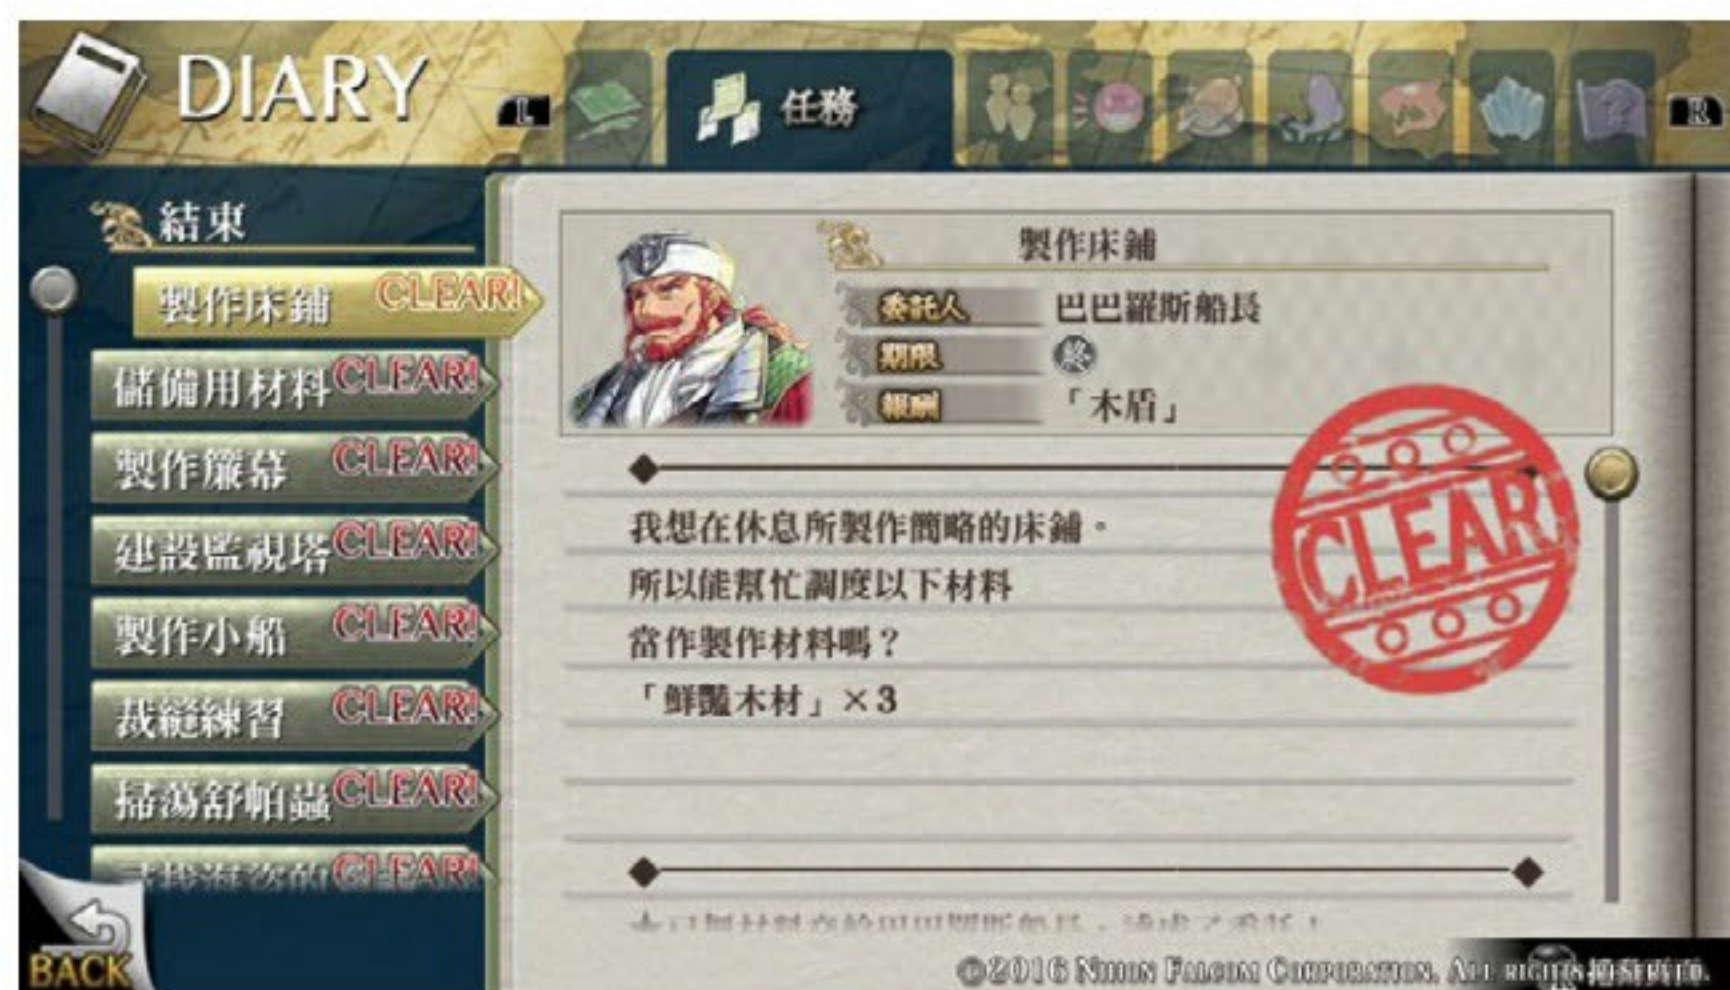 DIARY
L
任務
R
結束
製作床鋪 CLEAR!
儲備用材料 CLEAR!
製作簾幕 CLEAR!
建設監視塔 CLEAR!
製作小船 CLEAR!
裁縫練習 CLEAR!
掃蕩舒帕蟲 CLEAR!
CLEAR!
BACK
製作床鋪
委託人 巴巴羅斯船長
期限 終
報酬 「木盾」
CLEAR!
我想在休息所製作簡略的床鋪。
所以能幫忙調度以下材料
當作製作材料嗎？
「鮮豔木材」×3
©2016 NIHON FALCOM CORPORATION. ALL RIGHTS RESERVED.